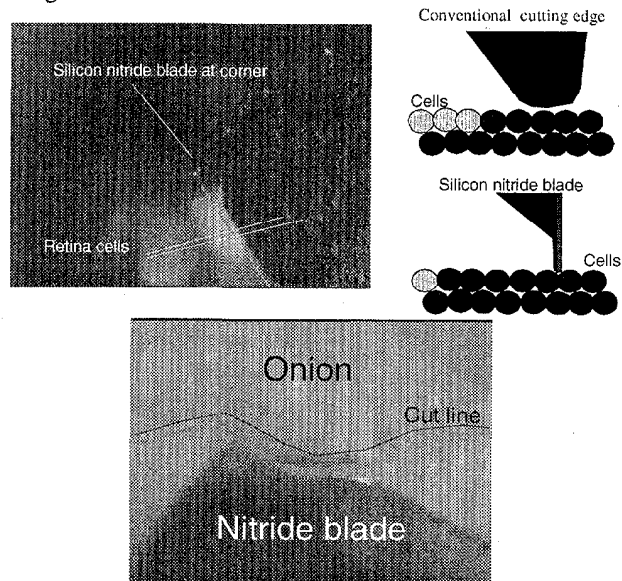 Conventional cutting edge
Silicon nitride blade at corner
Cells
Retina cells
Silicon nitride blade
Cells
Onion
Cut line
Nitride blade